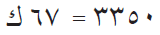 ٣٣٥٠ = ٦٧ ك